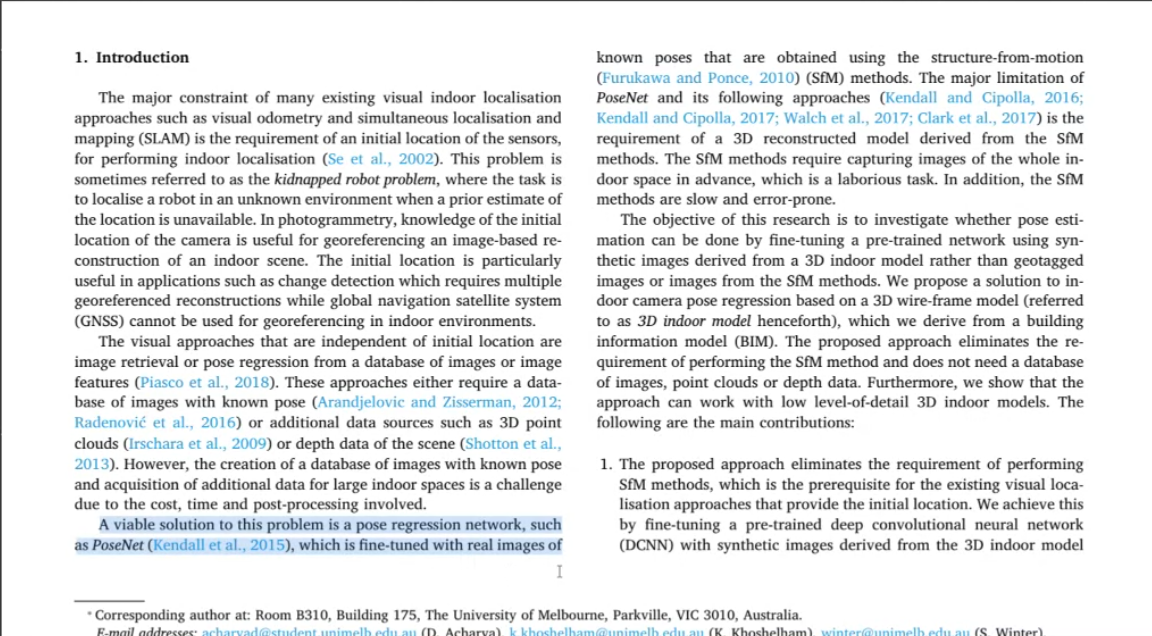 1. Introduction
The major constraint of many existing visual indoor localisation
approaches such as visual odometry and simultaneous localisation and
mapping (SLAM) is the requirement of an initial location of the sensors,
for performing indoor localisation (Se et al., 2002). This problem is
sometimes referred to as the kidnapped robot problem, where the task is
to localise a robot in an unknown environment when a prior estimate of
the location is unavailable. In photogrammetry, knowledge of the initial
location of the camera is useful for georeferencing an image-based re-
construction of an indoor scene. The initial location is particularly
useful in applications such as change detection which requires multiple
georeferenced reconstructions while global navigation satellite system
(GNSS) cannot be used for georeferencing in indoor environments.
The visual approaches that are independent of initial location are
image retrieval or pose regression from a database of images or image
features (Piasco et al., 2018). These approaches either require a data-
base of images with known pose (Arandjelovic and Zisserman, 2012;
Radenović et al., 2016) or additional data sources such as 3D point
clouds (Irschara et al., 2009) or depth data of the scene (Shotton et al.,
2013). However, the creation of a database of images with known pose
and acquisition of additional data for large indoor spaces is a challenge
due to the cost, time and post-processing involved.
A viable solution to this problem is a pose regression network, such
as PoseNet (Kendall et al., 2015), which is fine-tuned with real images of
known poses that are obtained using the structure-from-motion
(Furukawa and Ponce, 2010) (SfM) methods. The major limitation of
PoseNet and its following approaches (Kendall and Cipolla, 2016;
Kendall and Cipolla, 2017; Walch et al., 2017; Clark et al., 2017) is the
requirement of a 3D reconstructed model derived from the SfM
methods. The SfM methods require capturing images of the whole in-
door space in advance, which is a laborious task. In addition, the SfM
methods are slow and error-prone.
The objective of this research is to investigate whether pose esti-
mation can be done by fine-tuning a pre-trained network using syn-
thetic images derived from a 3D indoor model rather than geotagged
images or images from the SfM methods. We propose a solution to in-
door camera pose regression based on a 3D wire-frame model (referred
to as 3D indoor model henceforth), which we derive from a building
information model (BIM). The proposed approach eliminates the re-
quirement of performing the SfM method and does not need a database
of images, point clouds or depth data. Furthermore, we show that the
approach can work with low level-of-detail 3D indoor models. The
following are the main contributions:
1. The proposed approach eliminates the requirement of performing
SfM methods, which is the prerequisite for the existing visual loca-
lisation approaches that provide the initial location. We achieve this
by fine-tuning a pre-trained deep convolutional neural network
(DCNN) with synthetic images derived from the 3D indoor model
* Corresponding author at: Room B310, Building 175, The University of Melbourne, Parkville, VIC 3010, Australia.
E-mail addresses: acharyad@student.unimelb.edu.au (D. Acharya), k.khoshelham@unimelb.edu.au (K. Khoshelham), winter@unimelb.edu.au (S. Winter).